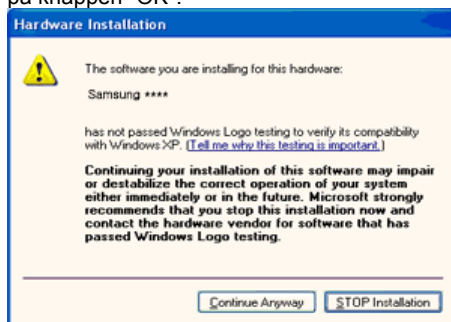 på knappen "OK".
Hardware Installation
The software you are installing for this hardware:
Samsung ****
has not passed Windows Logo testing to verify its compatibility
with Windows XP. (Tell me why this testing is important.)
Continuing your installation of this software may impair
or destabilize the correct operation of your system
either immediately or in the future. Microsoft strongly
recommends that you stop this installation now and
contact the hardware vendor for software that has
passed Windows Logo testing.
Continue Anyway STOP Installation